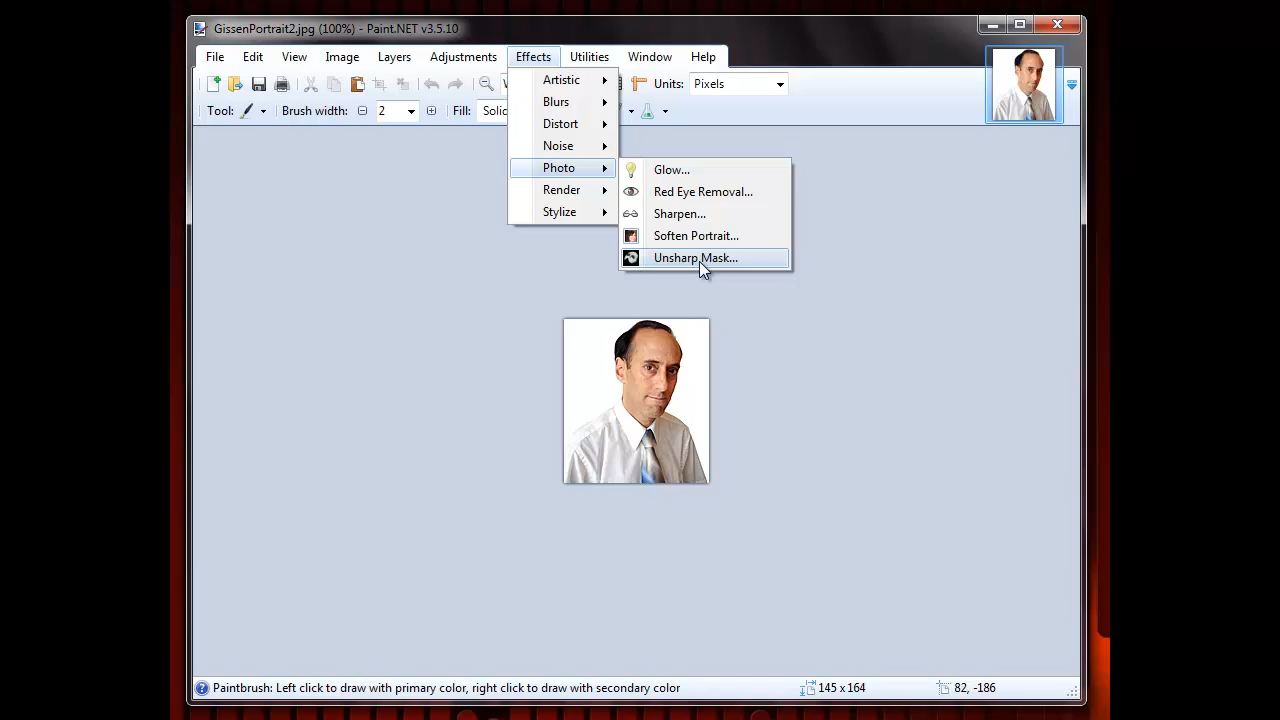 GissenPortrait2.jpg (100%) - Paint.NET v3.5.10
File Edit View Image Layers Adjustments Effects Utilities Window Help
Units: Pixels
Tool: Brush width: 2 Fill: Solid
Artistic
Blurs
Distort
Noise
Photo
Render
Stylize
Glow...
Red Eye Removal...
Sharpen...
Soften Portrait...
Unsharp Mask...
Paintbrush: Left click to draw with primary color, right click to draw with secondary color 145 x 164 82, -186